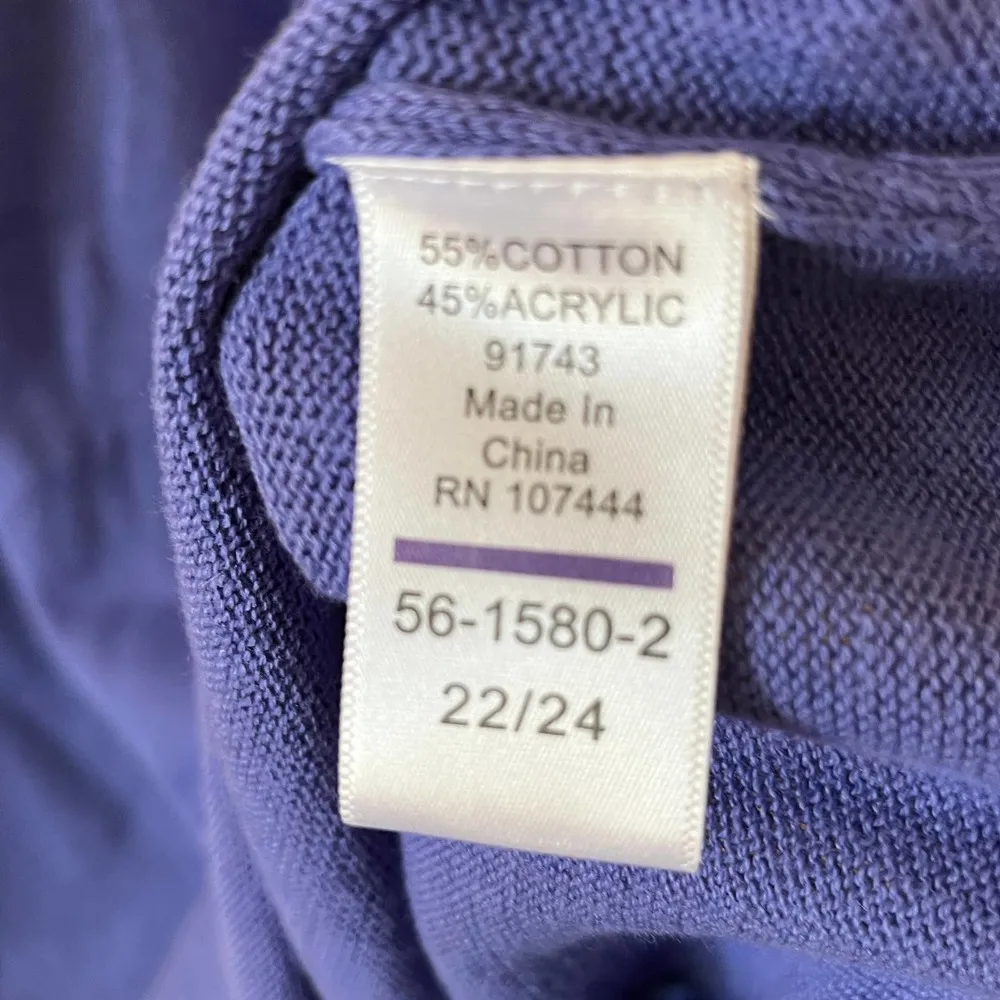 55%COTTON
45%ACRYLIC
91743
Made In
China
RN 107444
56-1580-2
22/24